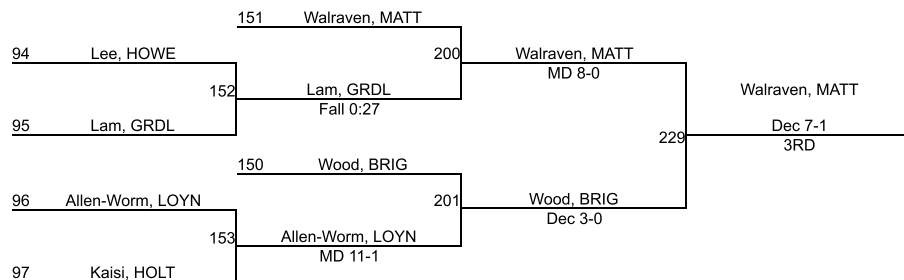 151 Walraven, MATT
94 Lee, HOWE
200 Walraven, MATT
MD 8-0
152 Lam, GRDL
Fall 0:27
Walraven, MATT
95 Lam, GRDL
229 Dec 7-1
3RD
150 Wood, BRIG
96 Allen-Worm, LOYN
201 Wood, BRIG
Dec 3-0
153 Allen-Worm, LOYN
MD 11-1
97 Kaisi, HOLT